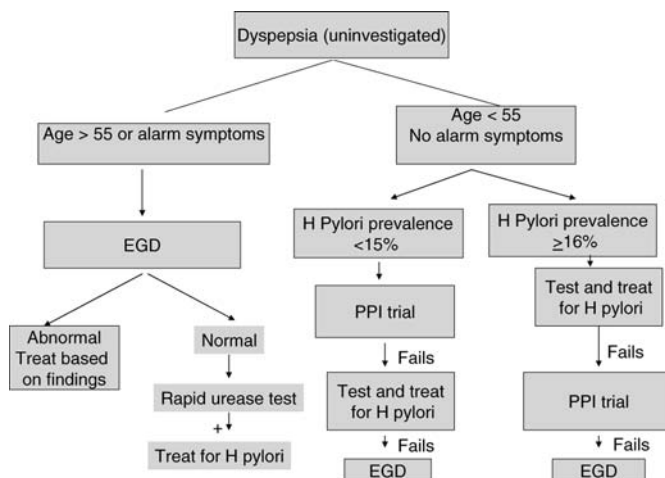 Dyspepsia (uninvestigated)
Age > 55 or alarm symptoms
Age < 55
No alarm symptoms
EGD
H Pylori prevalence
<15%
H Pylori prevalence
≥16%
Abnormal
Treat based
on findings
Normal
Rapid urease test
+
Treat for H pylori
PPI trial
Fails
Test and treat
for H pylori
Fails
EGD
Test and treat
for H pylori
Fails
PPI trial
Fails
EGD